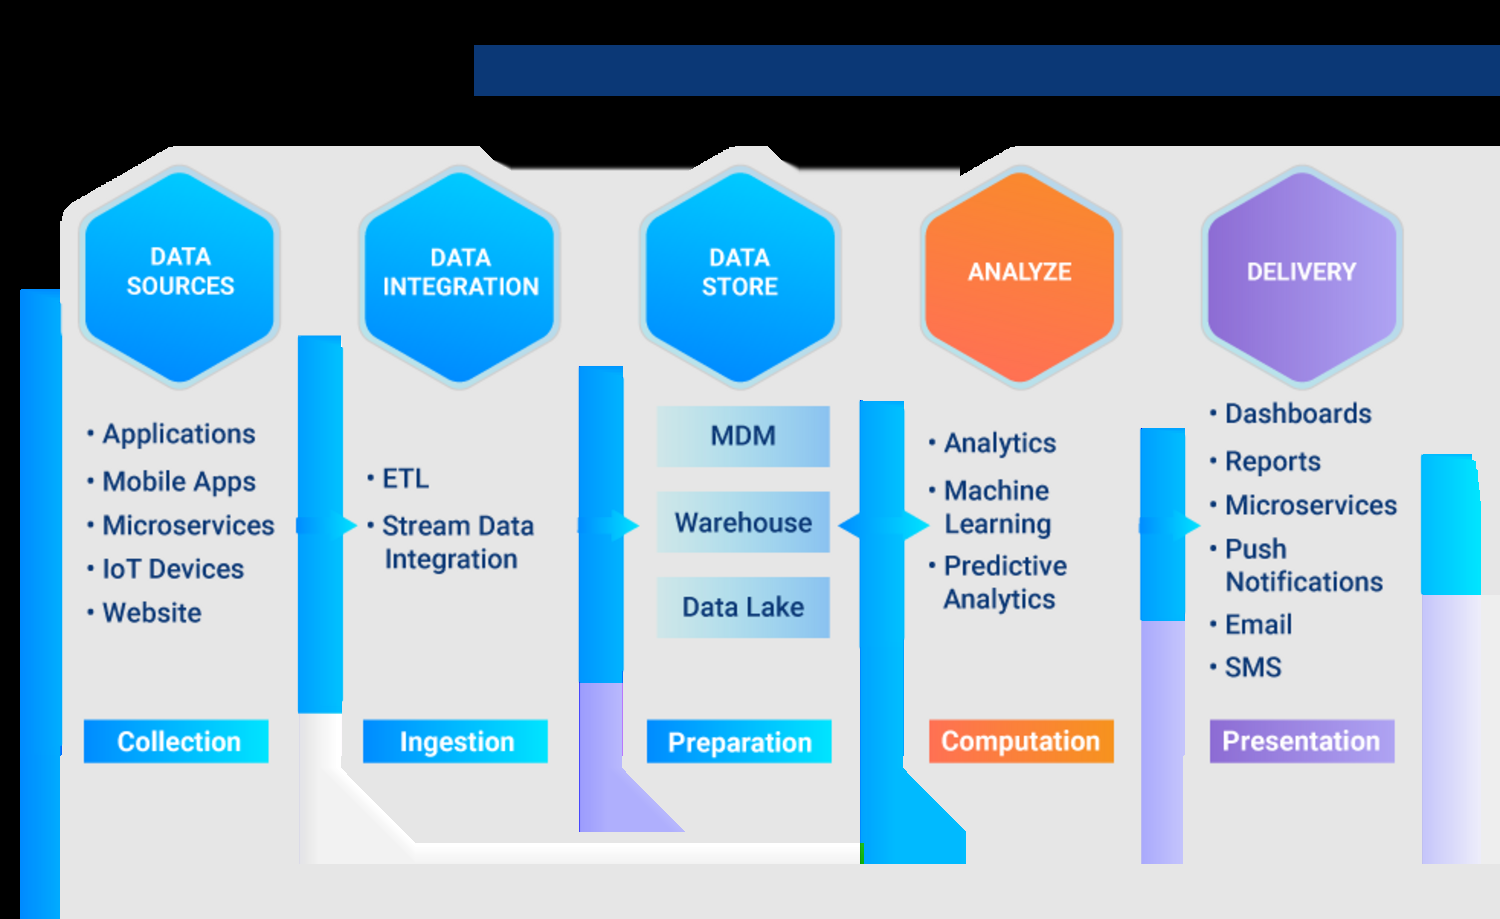 DATA
SOURCES
• Applications
• Mobile Apps
• Microservices
• IoT Devices
• Website
Collection
DATA
INTEGRATION
• ETL
• Stream Data
Integration
Ingestion
DATA
STORE
MDM
Warehouse
Data Lake
Preparation
ANALYZE
• Analytics
• Machine
Learning
• Predictive
Analytics
Computation
DELIVERY
• Dashboards
• Reports
• Microservices
• Push
Notifications
• Email
• SMS
Presentation